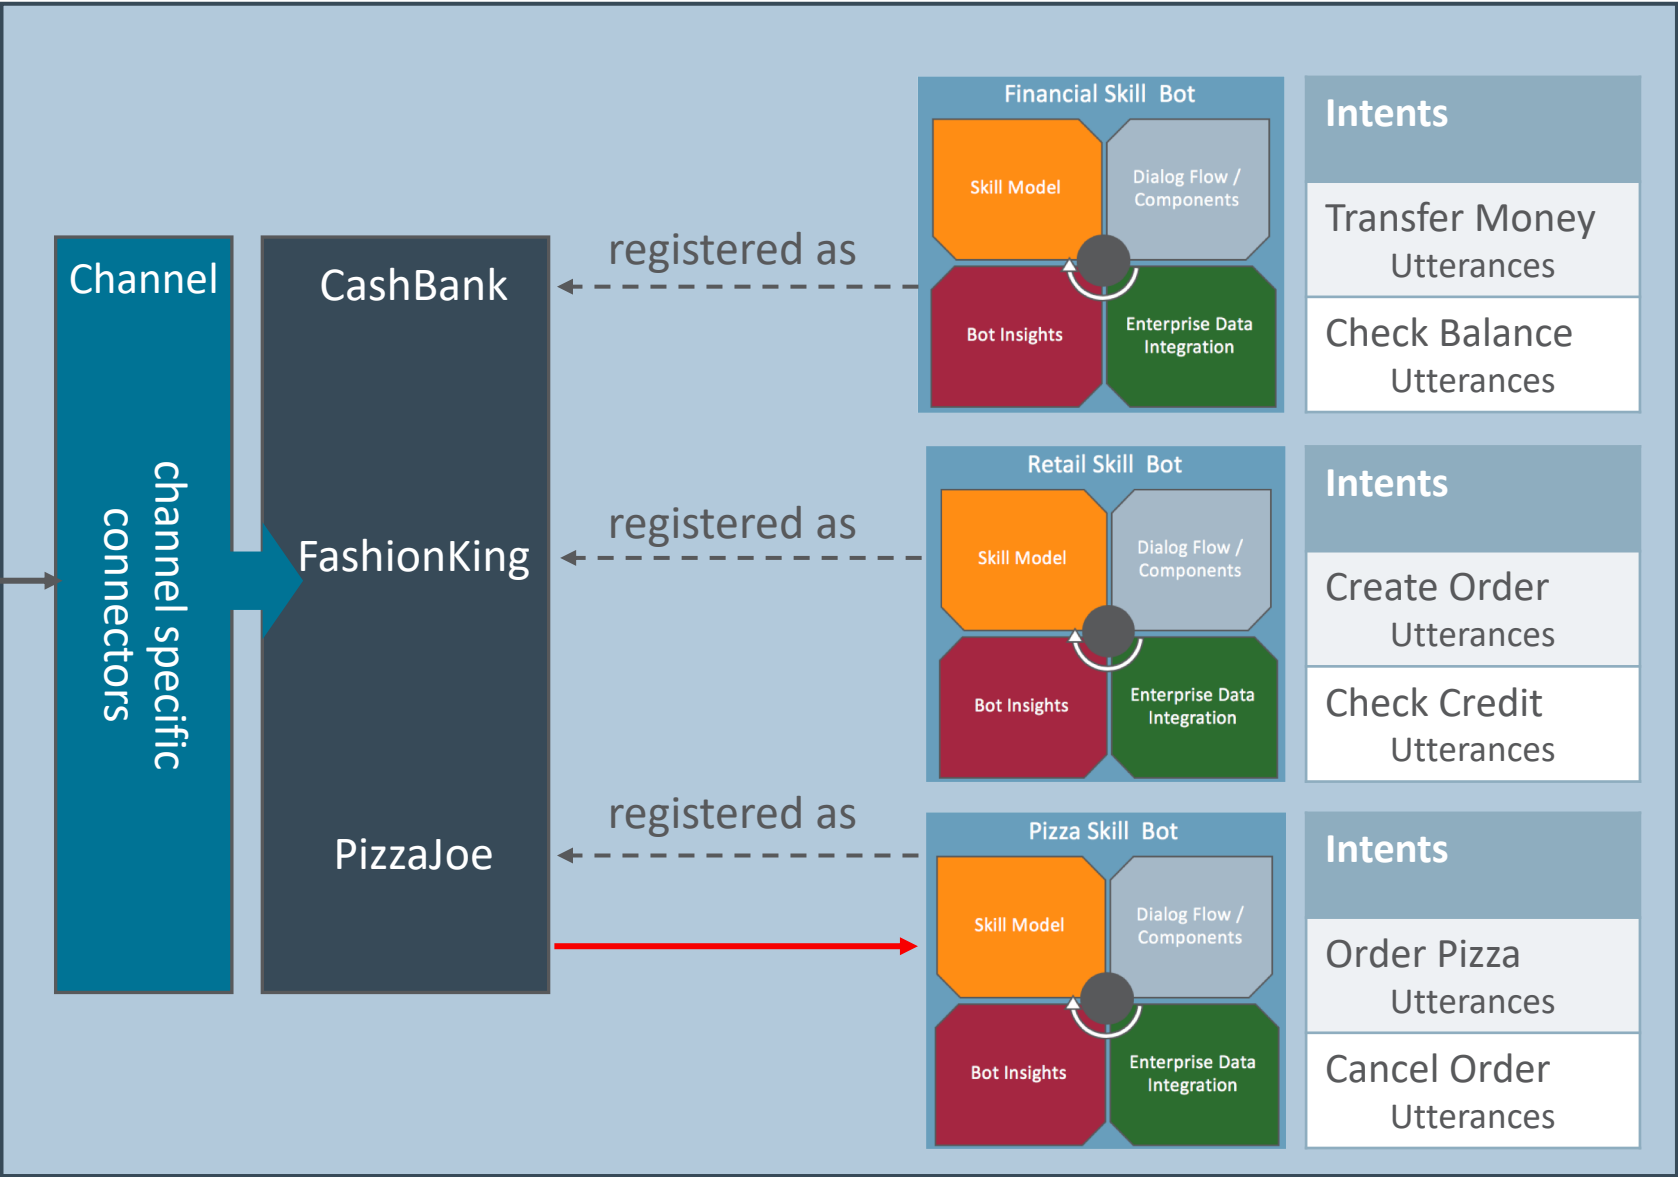 Channel
channel specific
connectors
CashBank
FashionKing
PizzaJoe
registered as
registered as
registered as
Financial Skill Bot
Skill Model
Dialog Flow /
Components
Bot Insights
Enterprise Data
Integration
Intents
Transfer Money
Utterances
Check Balance
Utterances
Retail Skill Bot
Skill Model
Dialog Flow /
Components
Bot Insights
Enterprise Data
Integration
Intents
Create Order
Utterances
Check Credit
Utterances
Pizza Skill Bot
Skill Model
Dialog Flow /
Components
Bot Insights
Enterprise Data
Integration
Intents
Order Pizza
Utterances
Cancel Order
Utterances